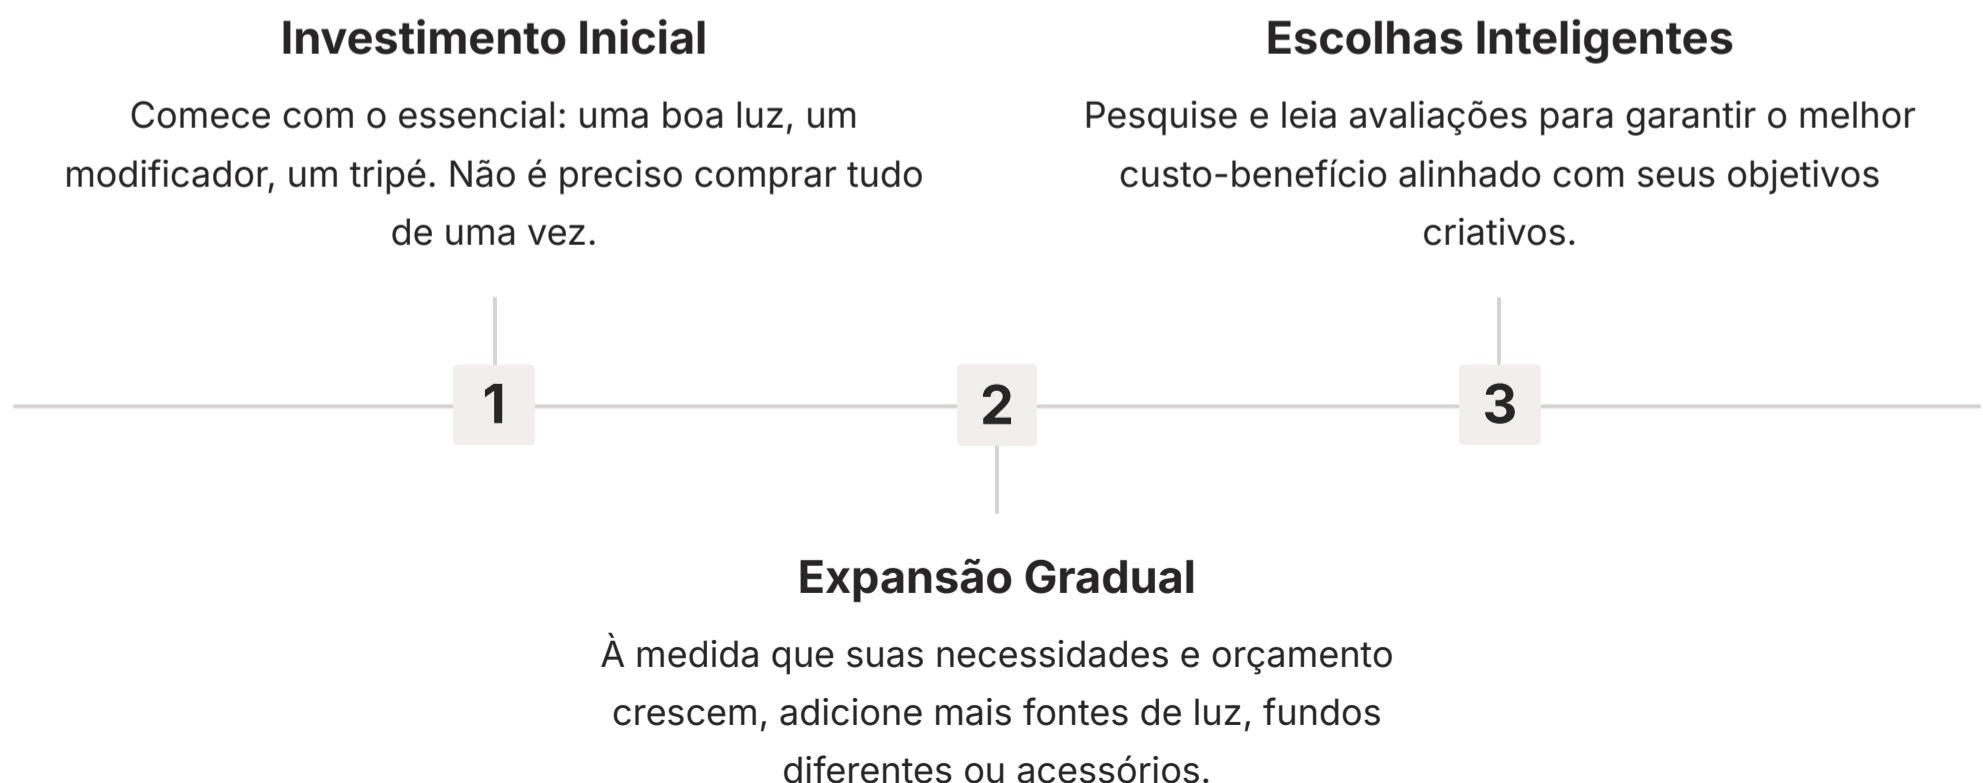 Investimento Inicial
Comece com o essencial: uma boa luz, um
modificador, um tripé. Não é preciso comprar tudo
de uma vez.
Escolhas Inteligentes
Pesquise e leia avaliações para garantir o melhor
custo-benefício alinhado com seus objetivos
criativos.
1
2
3
Expansão Gradual
À medida que suas necessidades e orçamento
crescem, adicione mais fontes de luz, fundos
diferentes ou acessórios.